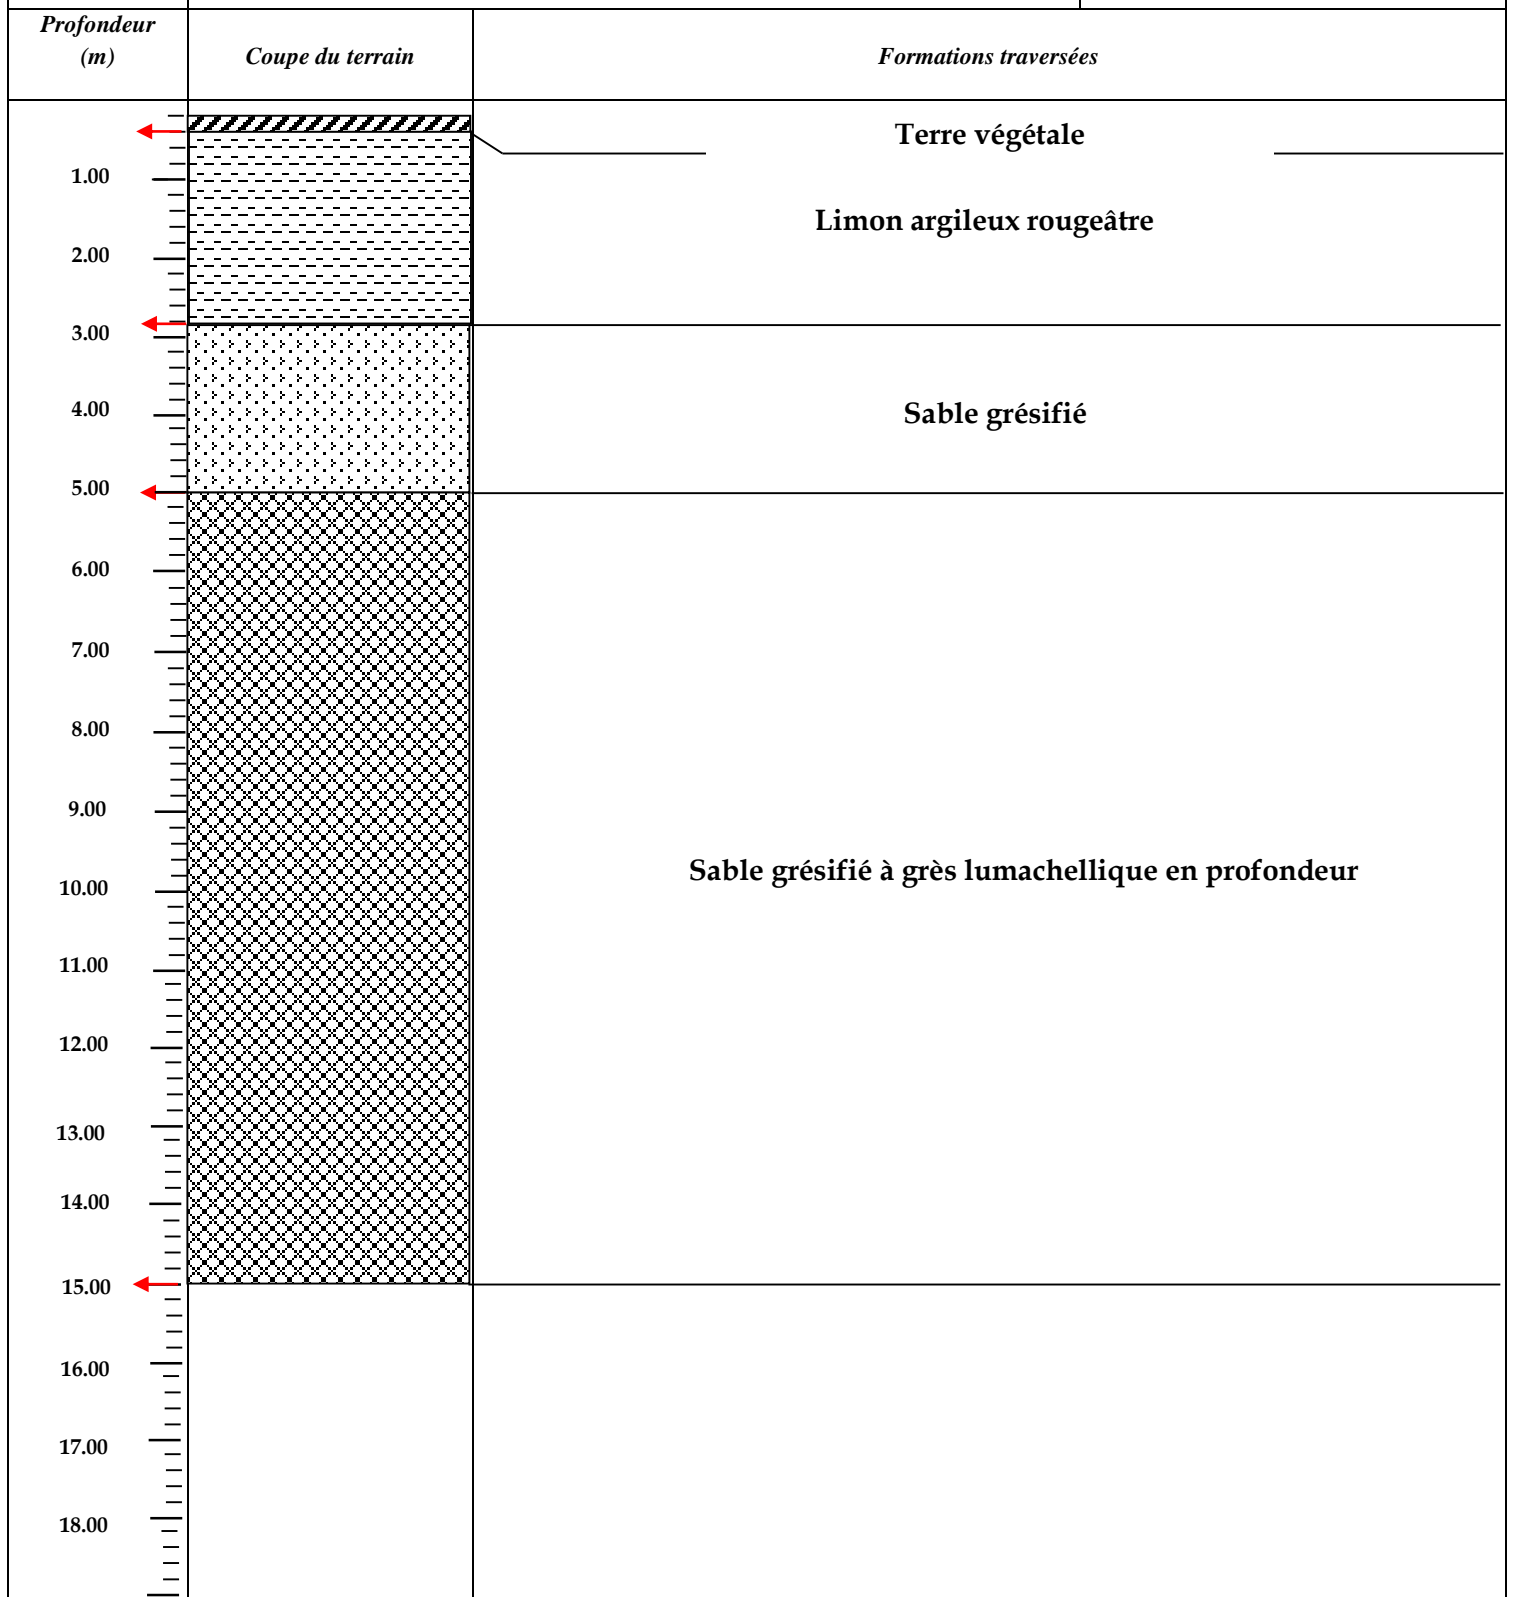 Profondeur
(m)
Coupe du terrain
Formations traversées
Terre végétale
1.00
Limon argileux rougeâtre
2.00
3.00
4.00
Sable grésifié
5.00
6.00
7.00
8.00
9.00
Sable grésifié à grès lumachellique en profondeur
10.00
11.00
12.00
13.00
14.00
15.00
16.00
17.00
18.00